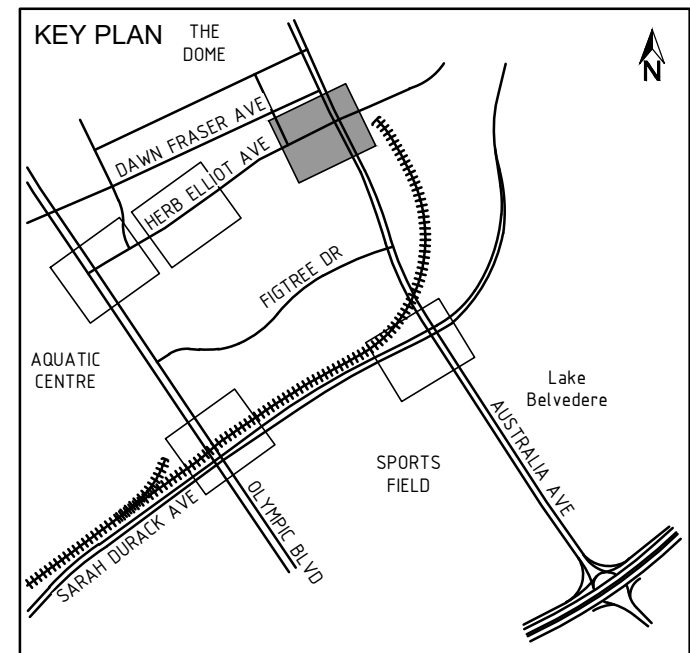 KEY PLAN
THE
DOME
N
DAWN FRASER AVE
HERB ELLIOT AVE
FIGTREE DR
AQUATIC
CENTRE
Lake
Belvedere
AUSTRALIA AVE
SPORTS
FIELD
OLYMPIC BLVD
SARAH DURACK AVE